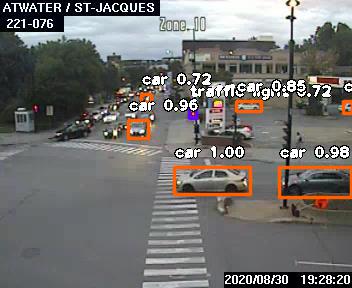 ATWATER / ST-JACQUES
221-076
Zone 10
car 0.72
car 0.85
traffic light 0.72
car 0.96
car 1.00
car 0.98
2020/08/30 19:28:20